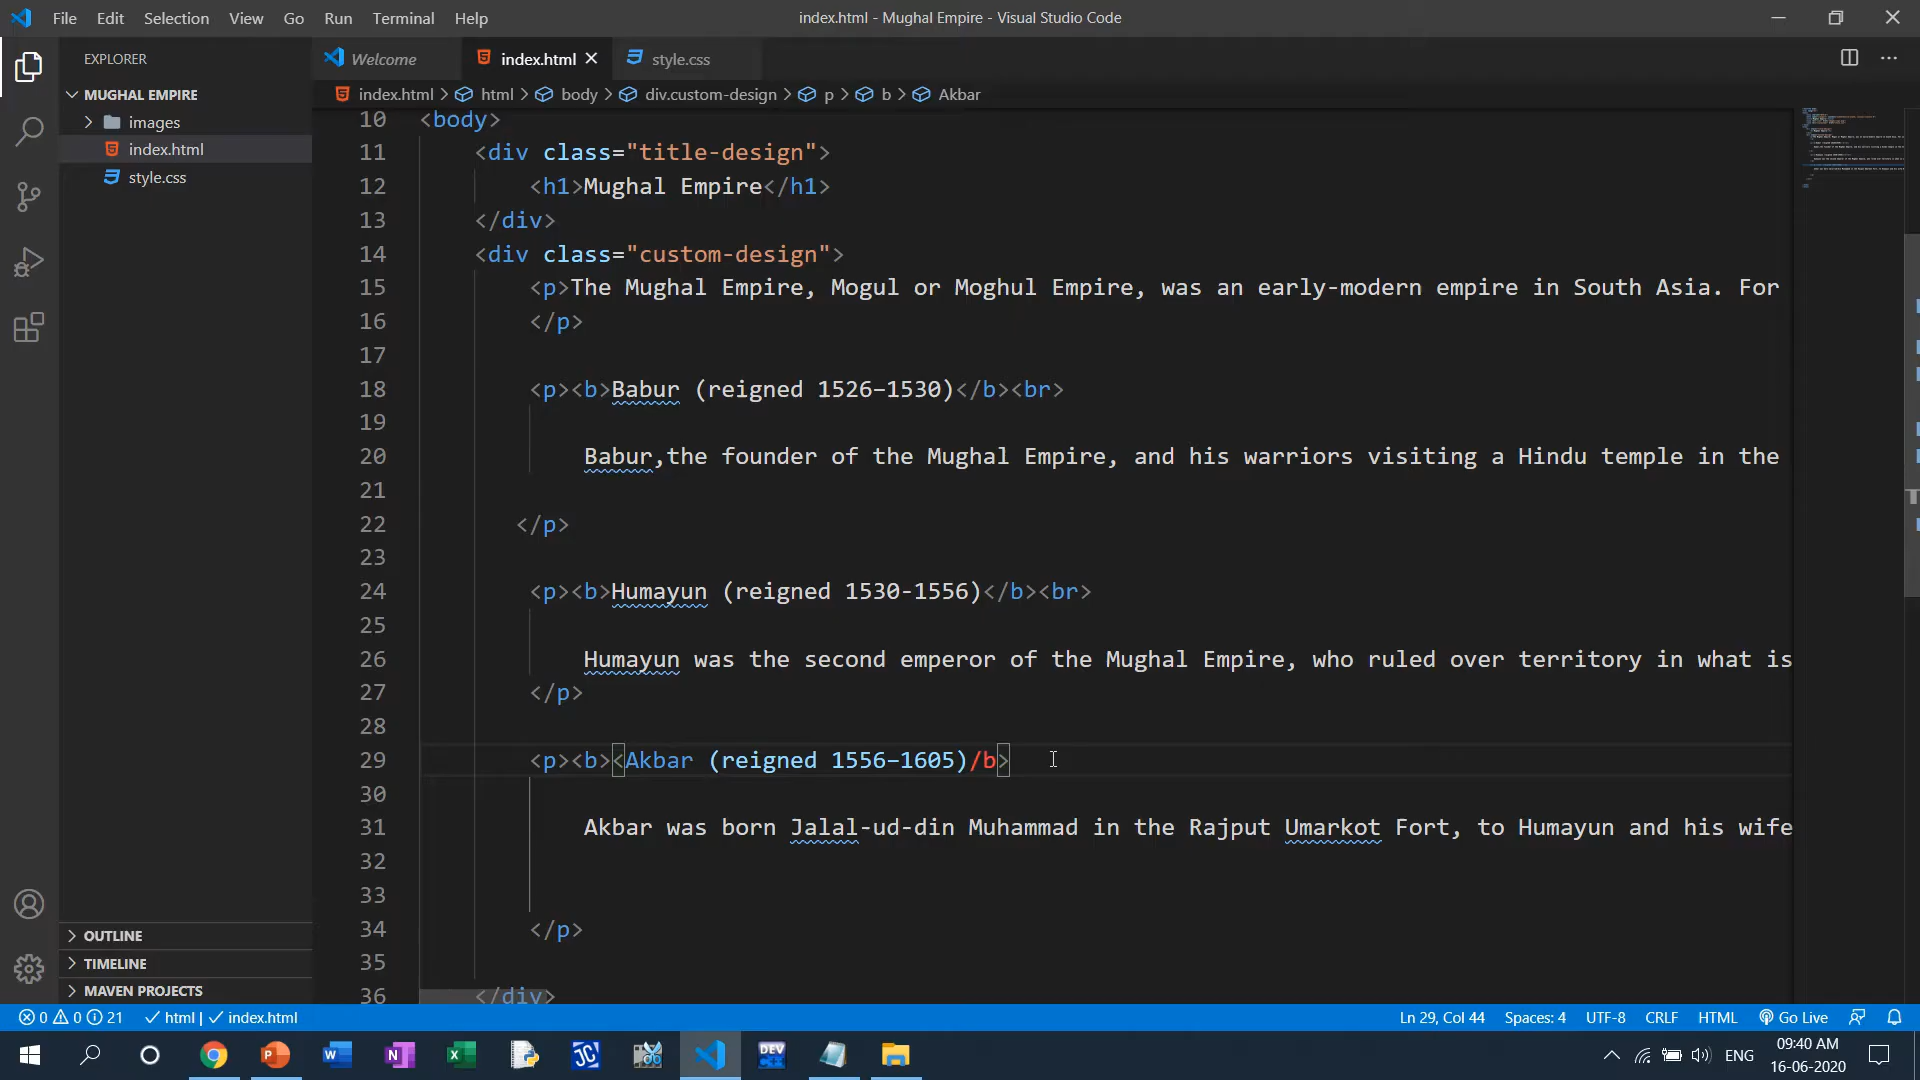 File Edit Selection View Go Run Terminal Help
index.html - Mughal Empire - Visual Studio Code
EXPLORER
Welcome
index.html
style.css
MUGHAL EMPIRE
index.html > html > body > div.custom-design > p > b > Akbar
images
index.html
style.css
10 <body>
11 <div class="title-design">
12 <h1>Mughal Empire</h1>
13 </div>
14 <div class="custom-design">
15 <p>The Mughal Empire, Mogul or Moghul Empire, was an early-modern empire in South Asia. For
16 </p>
17
18 <p><b>Babur (reigned 1526–1530)</b><br>
19
20 Babur,the founder of the Mughal Empire, and his warriors visiting a Hindu temple in the
21
22 </p>
23
24 <p><b>Humayun (reigned 1530-1556)</b><br>
25
26 Humayun was the second emperor of the Mughal Empire, who ruled over territory in what is
27 </p>
28
29 <p><b><Akbar (reigned 1556–1605)/b>
30
31 Akbar was born Jalal-ud-din Muhammad in the Rajput Umarkot Fort, to Humayun and his wife
32
33
34 </p>
35
36 </div>
OUTLINE
TIMELINE
MAVEN PROJECTS
0 0 21 html | index.html
Ln 29, Col 44 Spaces: 4 UTF-8 CRLF HTML Go Live
ENG
09:40 AM
16-06-2020